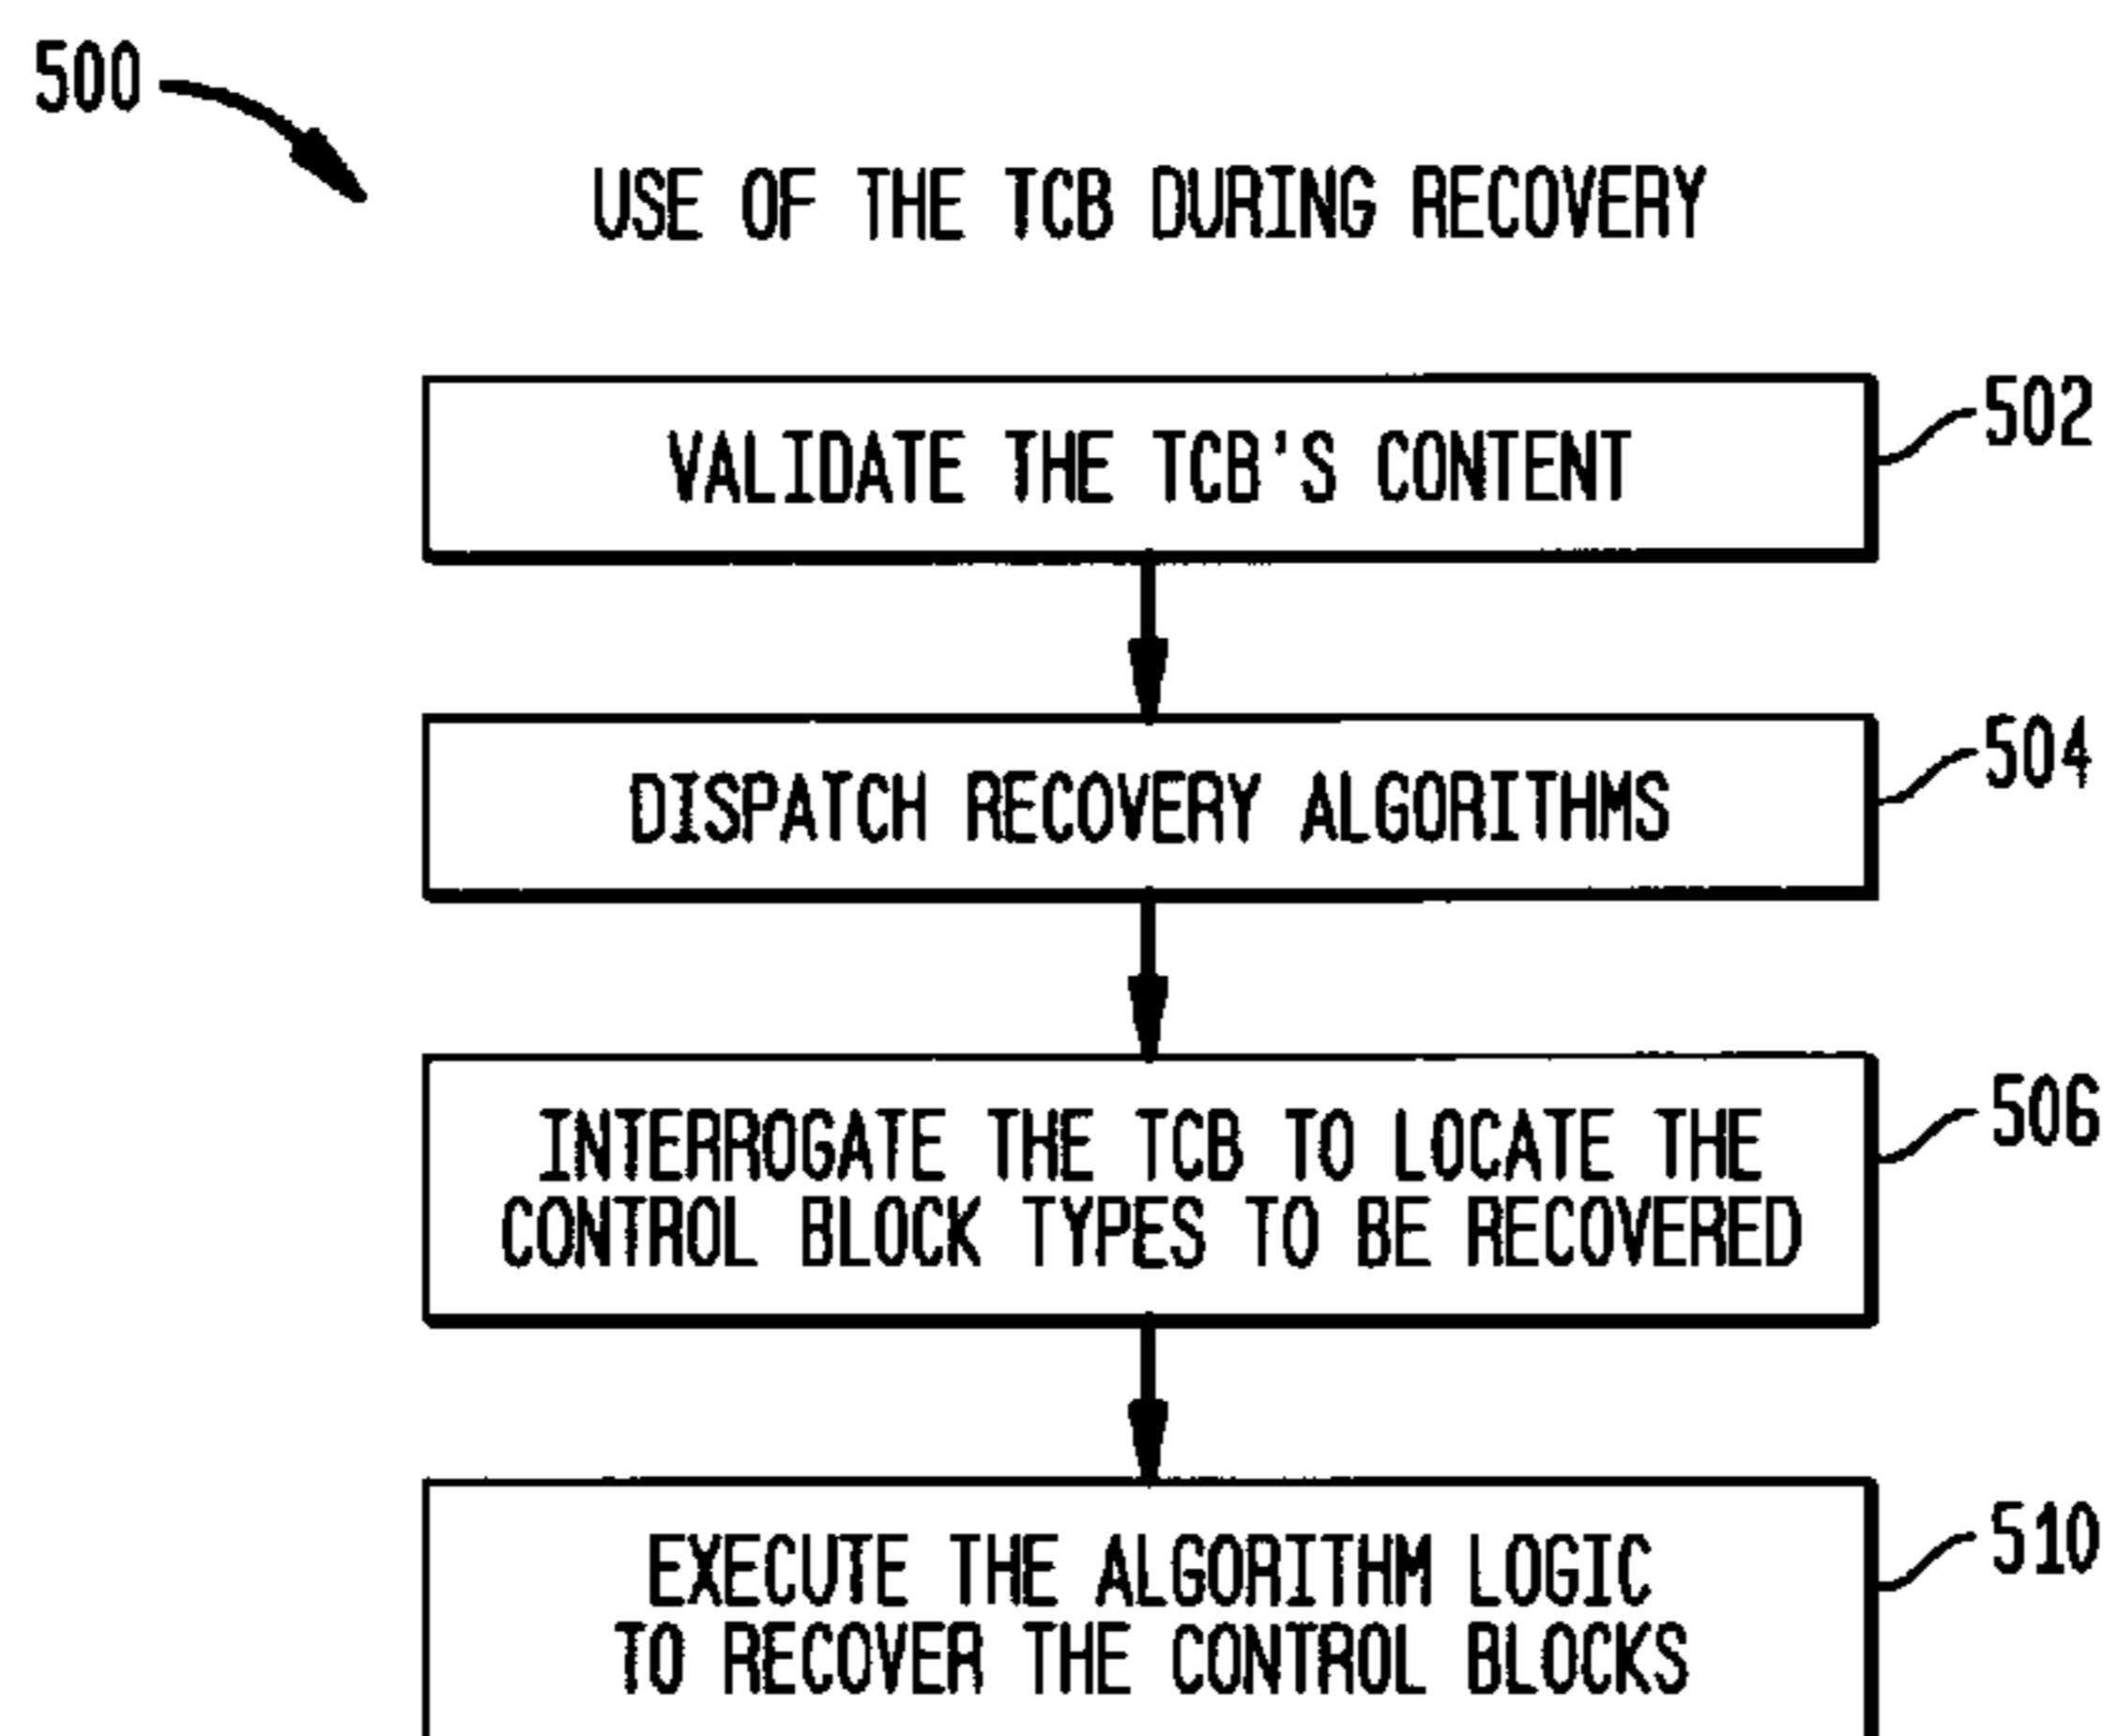 500
USE OF THE TCB DURING RECOVERY
VALIDATE THE TCB'S CONTENT
502
DISPATCH RECOVERY ALGORITHMS
504
INTERROGATE THE TCB TO LOCATE THE
CONTROL BLOCK TYPES TO BE RECOVERED
506
EXECUTE THE ALGORITHM LOGIC
TO RECOVER THE CONTROL BLOCKS
510